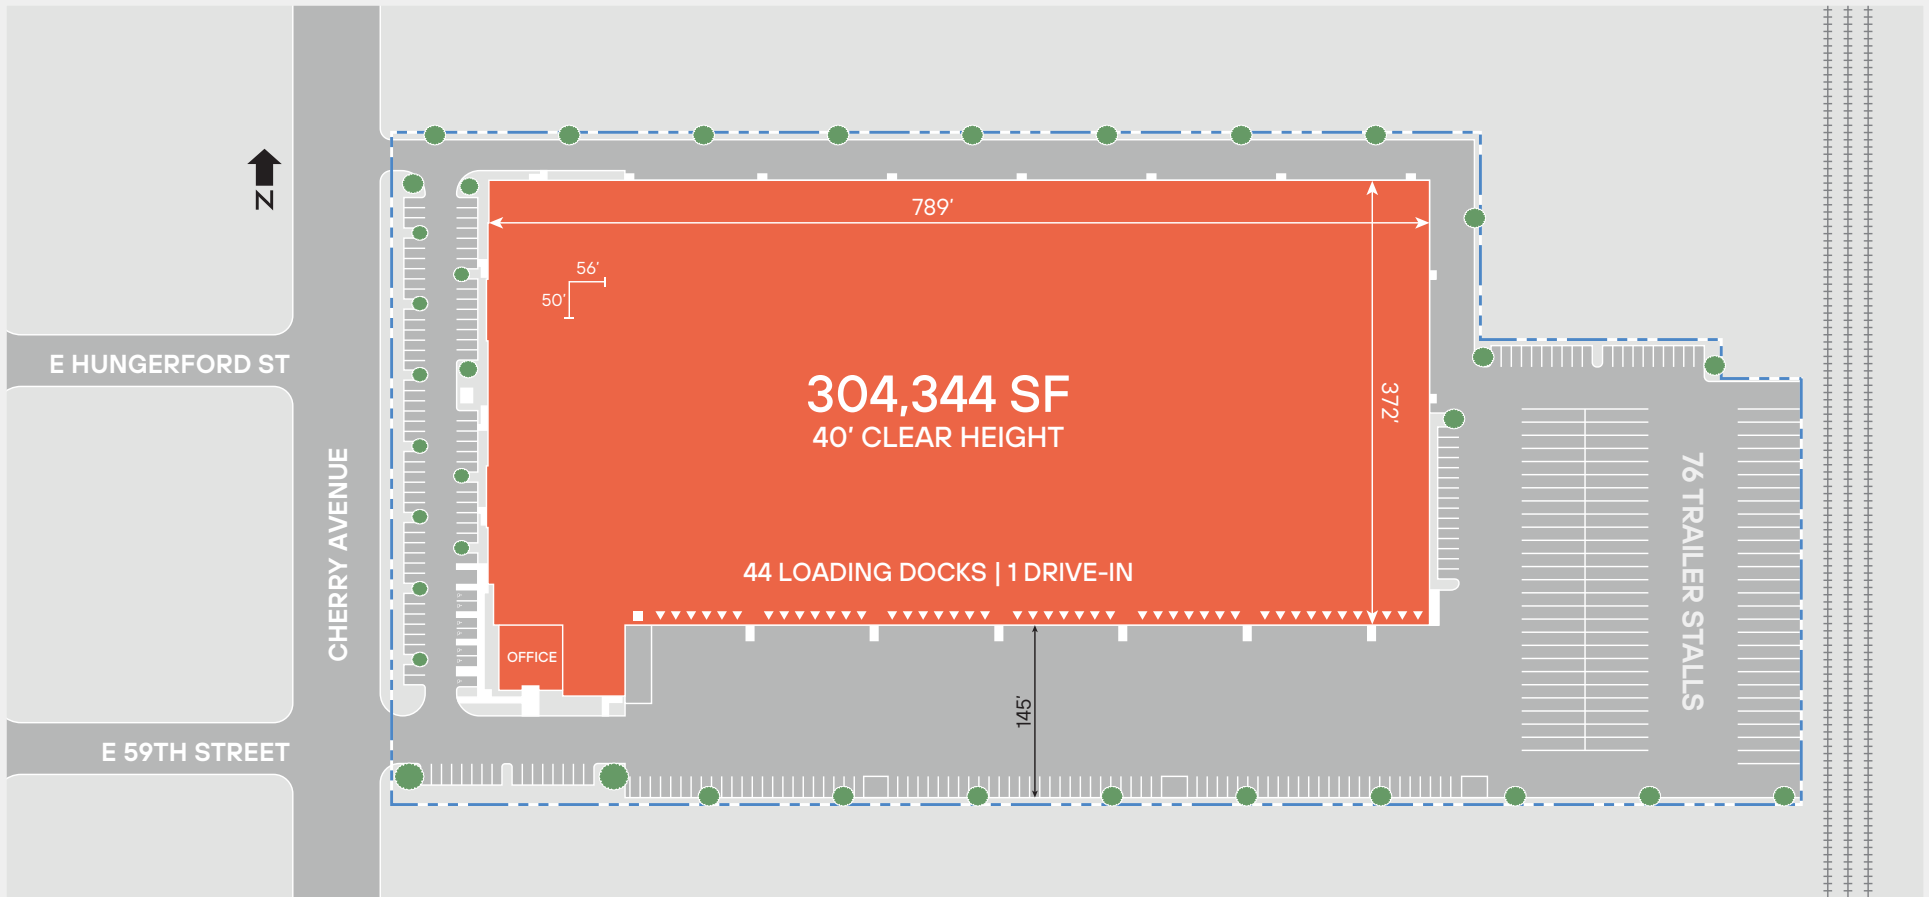 789’
N
56’
50’
E HUNGERFORD ST
304,344 SF
372’
40’ CLEAR HEIGHT
CHERRY AVENUE
76 TRAILER STALLS
44 LOADING DOCKS | 1 DRIVE-IN
OFFICE
145’
E 59TH STREET